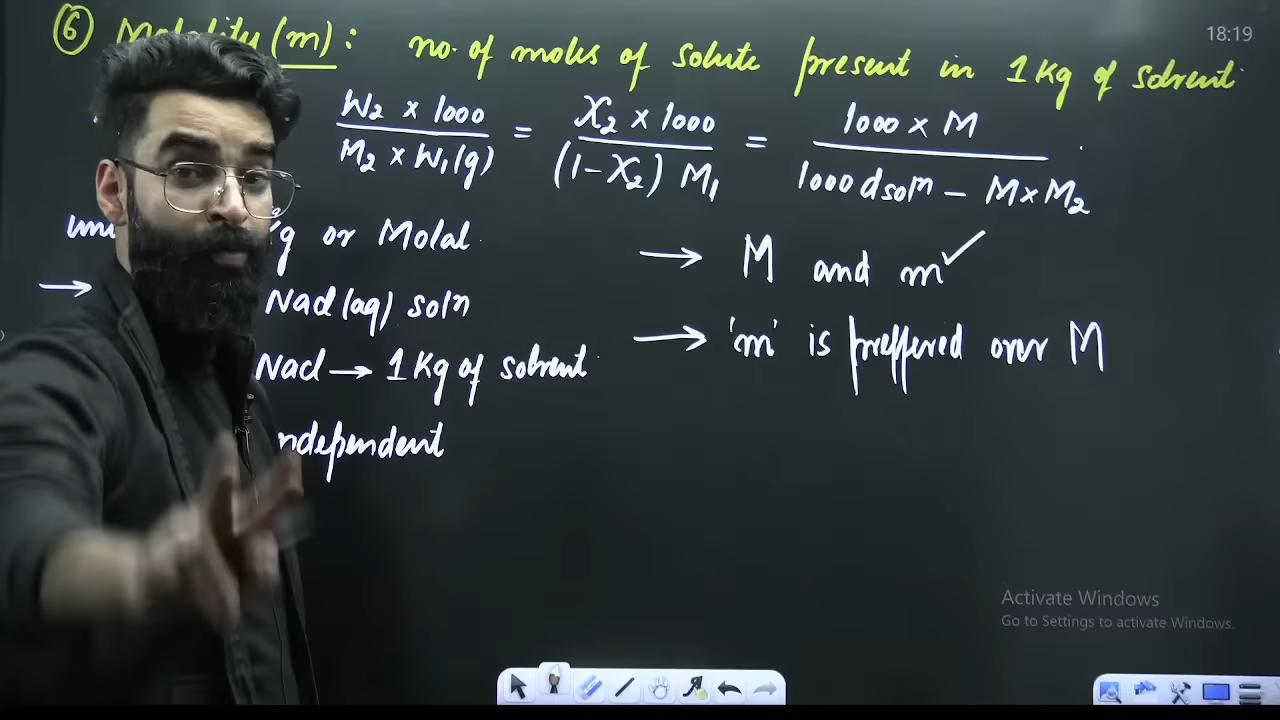 ⑥ Molality (m) : no. of moles of solute present in 1 Kg of solvent
W₂ × 1000 / M₂ × W₁(g) = X₂ × 1000 / (1-X₂) M₁ = 1000 × M / 1000 dsolⁿ - M×M₂
or Molal
→ M and m ✓
→ NaCl (aq) solⁿ
→ 'm' is preffered over M
NaCl → 1 Kg of solvent
18:19
Activate Windows
Go to Settings to activate Windows.